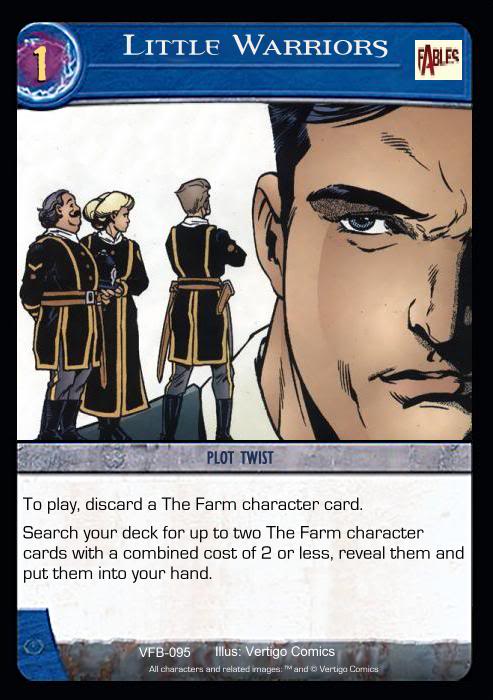 1
LITTLE WARRIORS
FABLES
PLOT TWIST
To play, discard a The Farm character card.
Search your deck for up to two The Farm character
cards with a combined cost of 2 or less, reveal them and
put them into your hand.
VFB-095 Illus: Vertigo Comics
All characters and related images: ™ and © Vertigo Comics